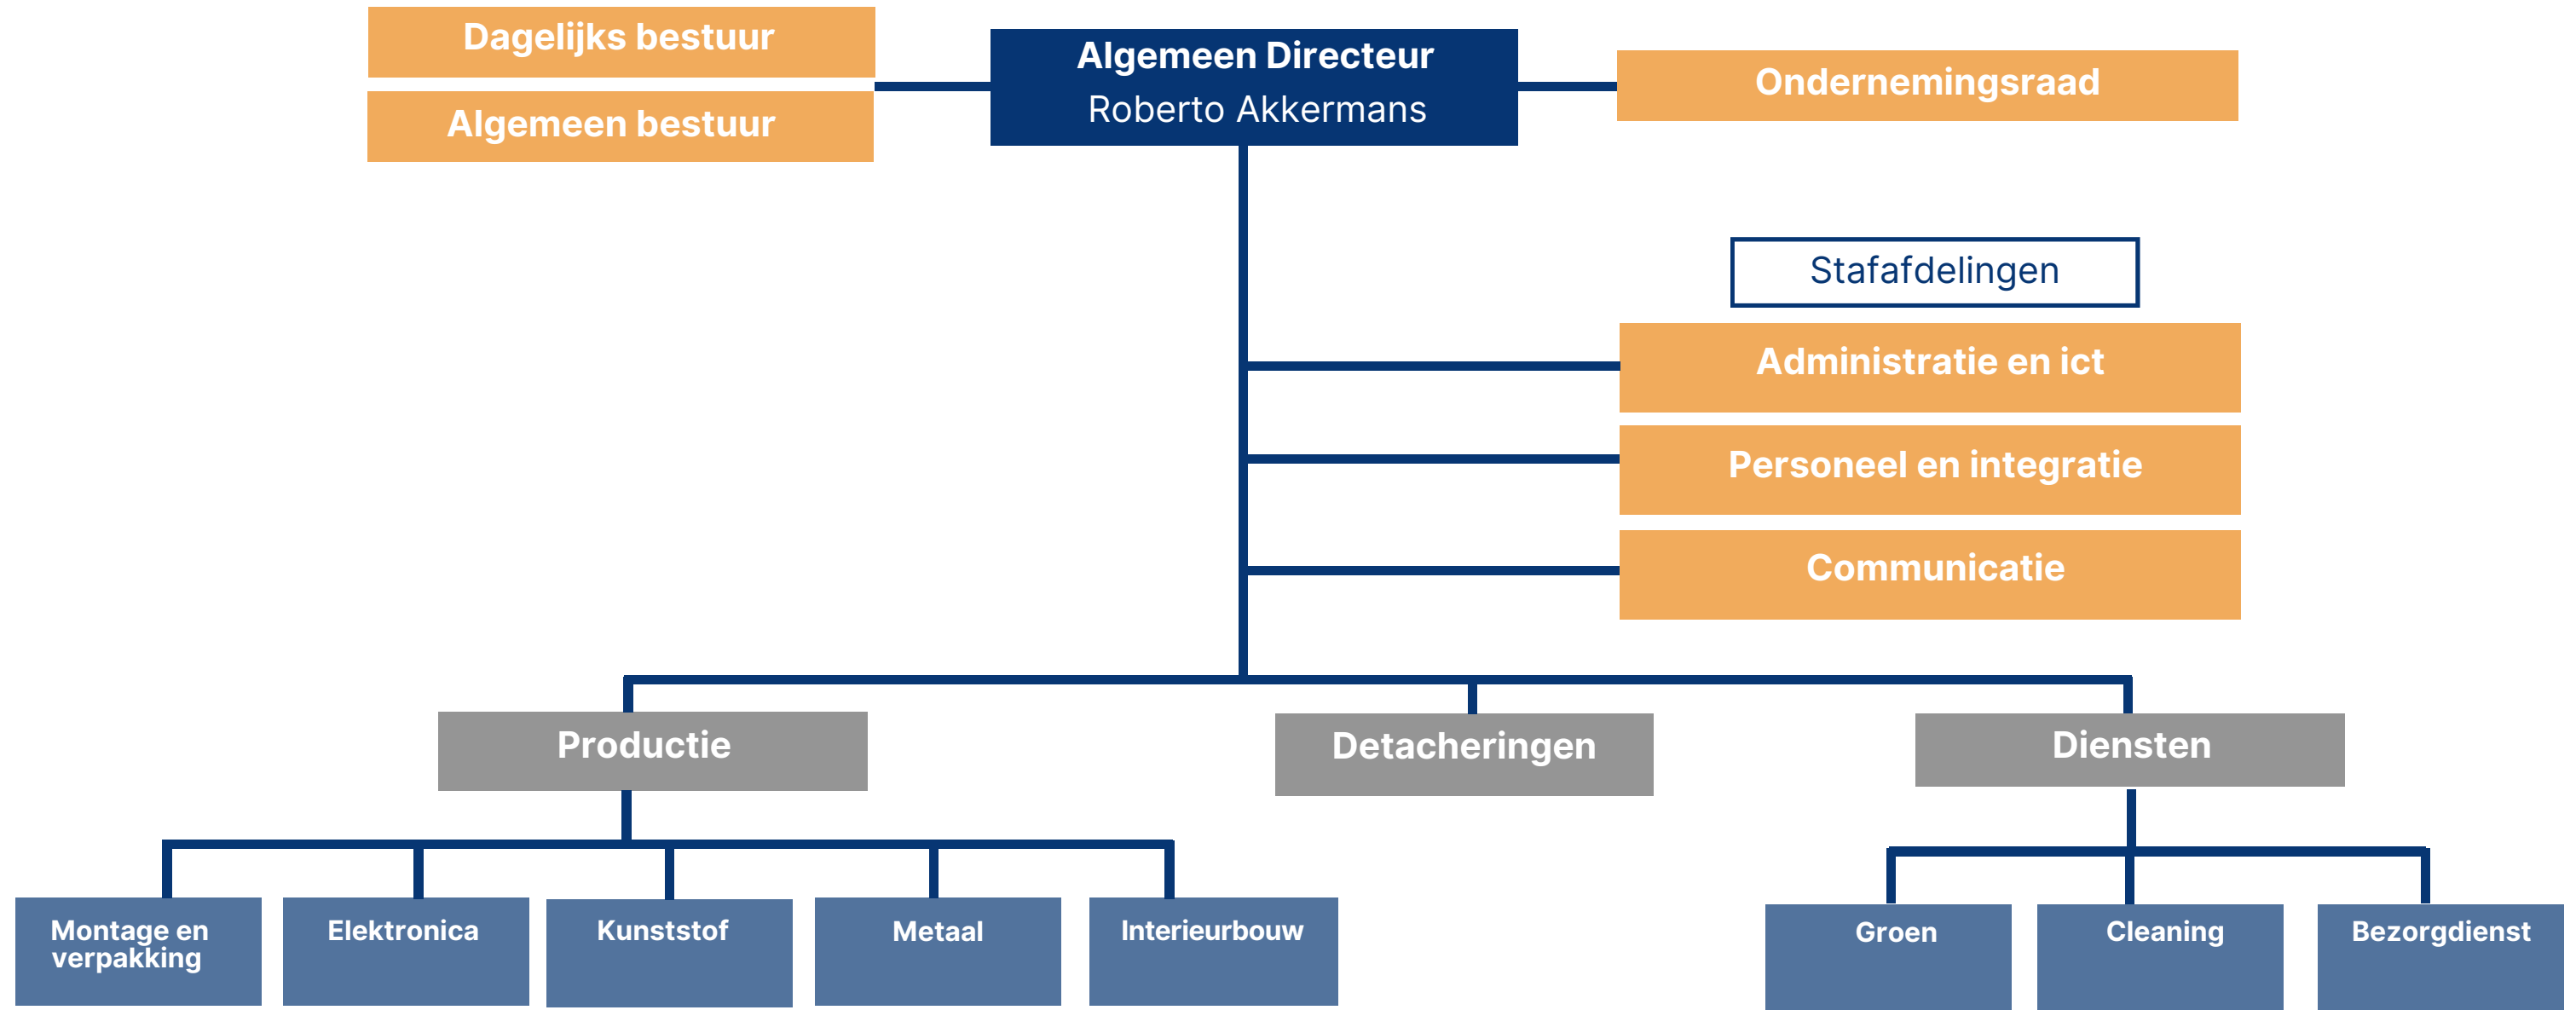 Dagelijks bestuur
Algemeen bestuur
Algemeen Directeur
Roberto Akkermans
Ondernemingsraad
Stafafdelingen
Administratie en ict
Personeel en integratie
Communicatie
Productie
Detacheringen
Diensten
Montage en
verpakking
Elektronica
Kunststof
Metaal
Interieurbouw
Groen
Cleaning
Bezorgdienst